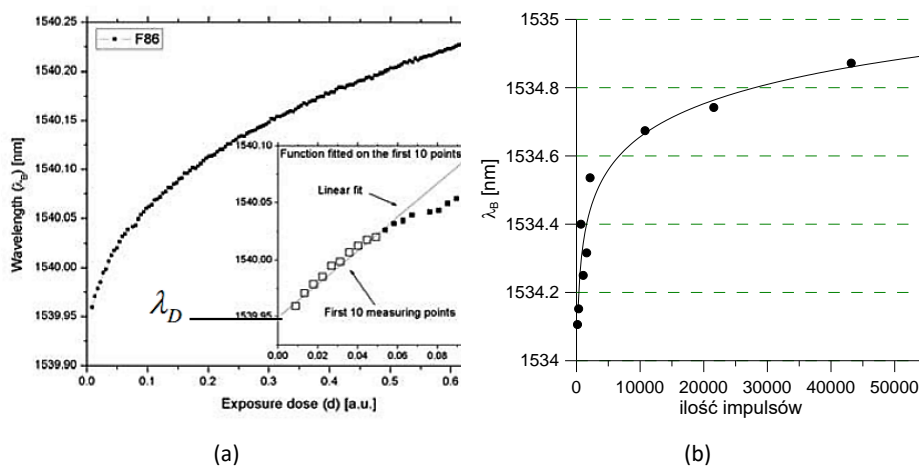 1540.25
F86
1540.20
1540.15
1540.10
1540.05
1540.00
1539.95
1539.90
Wavelength (λB) [nm]
0.0 0.1 0.2 0.3 0.4 0.5 0.6
Exposure dose (d) [a.u.]
1540.10
Function fitted on the first 10 points
Linear fit
1540.05
1540.00
First 10 measuring points
λD
1539.95
1539.90
0.00 0.02 0.04 0.06 0.08
(a)
1535
1534.8
1534.6
1534.4
1534.2
1534
λB [nm]
0 10000 20000 30000 40000 50000
ilość impulsów
(b)